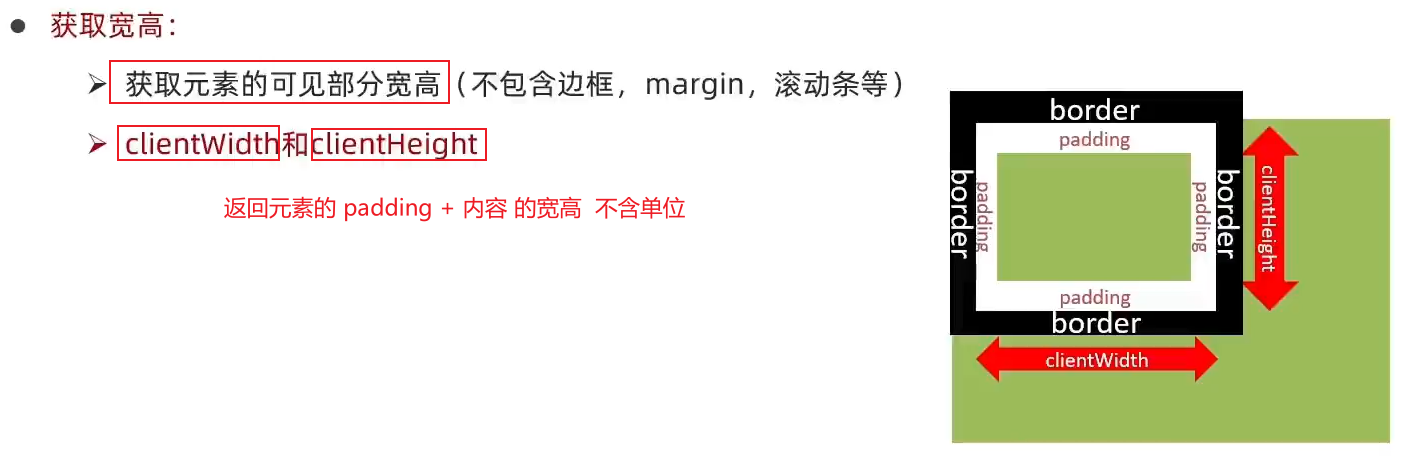 ● 获取宽高：
➢ 获取元素的可见部分宽高（不包含边框，margin，滚动条等）
➢ clientWidth和clientHeight
返回元素的 padding + 内容 的宽高 不含单位
border
padding
border
padding
padding
border
clientHeight
padding
border
clientWidth